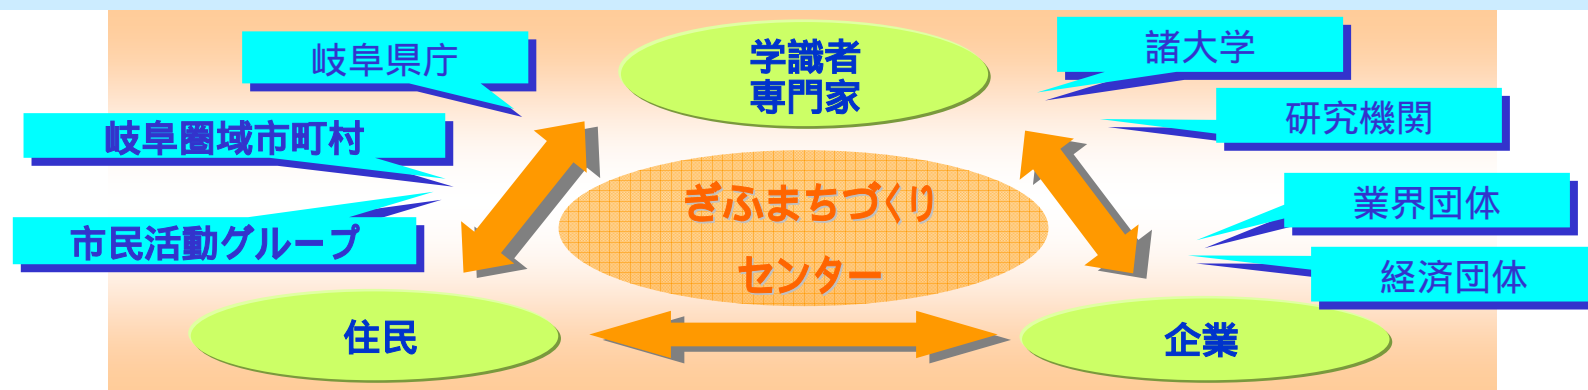 岐阜県庁
学識者
専門家
諸大学
岐阜圏域市町村
研究機関
ぎふまちづくり
センター
業界団体
市民活動グループ
経済団体
住民
企業